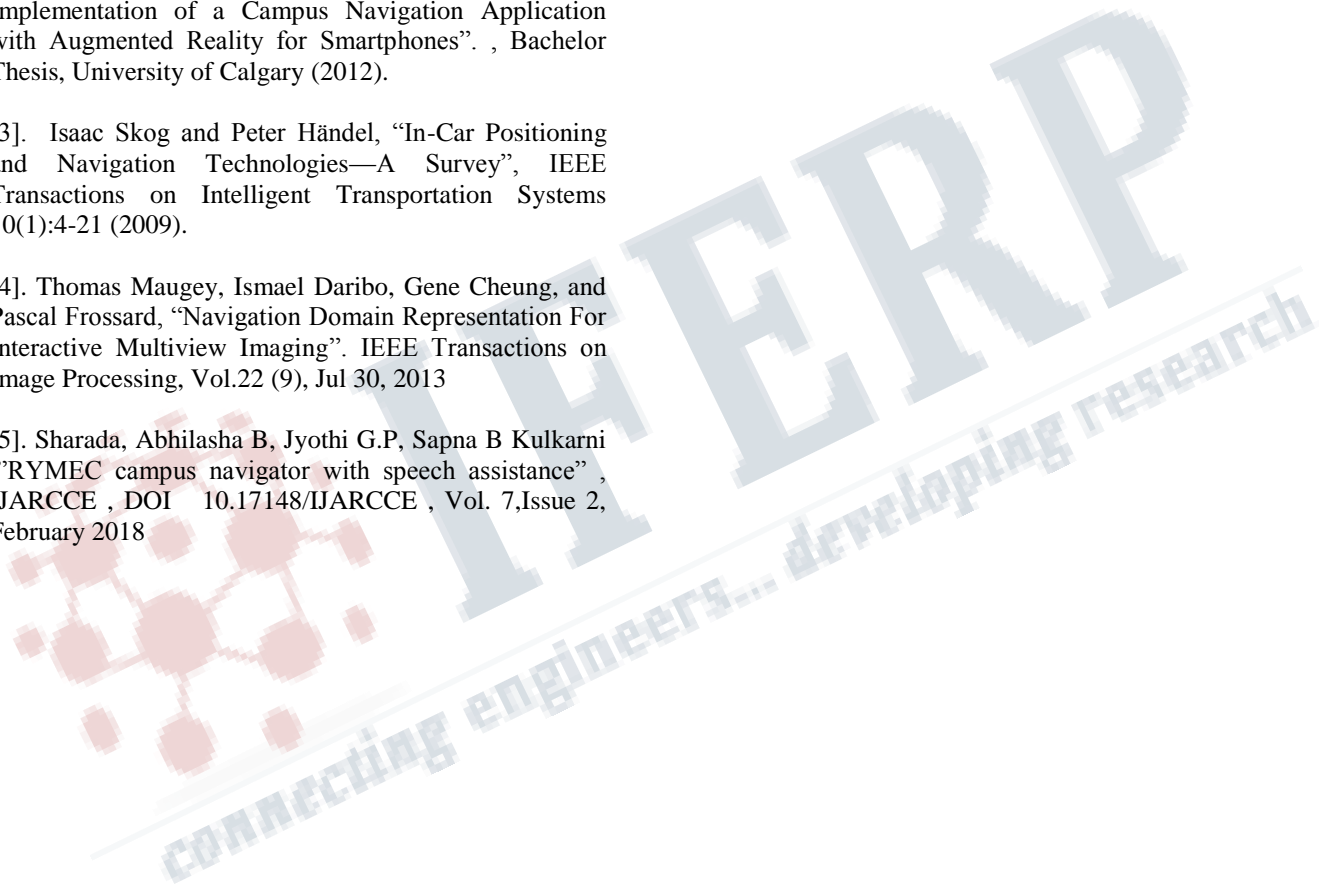 mplementation of a Campus Navigation Application
with Augmented Reality for Smartphones”. , Bachelor
Thesis, University of Calgary (2012).
3]. Isaac Skog and Peter Händel, “In-Car Positioning
and Navigation Technologies—A Survey”, IEEE
Transactions on Intelligent Transportation Systems
0(1):4-21 (2009).
4]. Thomas Maugey, Ismael Daribo, Gene Cheung, and
Pascal Frossard, “Navigation Domain Representation For
nteractive Multiview Imaging”. IEEE Transactions on
mage Processing, Vol.22 (9), Jul 30, 2013
5]. Sharada, Abhilasha B, Jyothi G.P, Sapna B Kulkarni
”RYMEC campus navigator with speech assistance” ,
JARCCE , DOI 10.17148/IJARCCE , Vol. 7,Issue 2,
February 2018
IFERP
connecting engineers... developing research